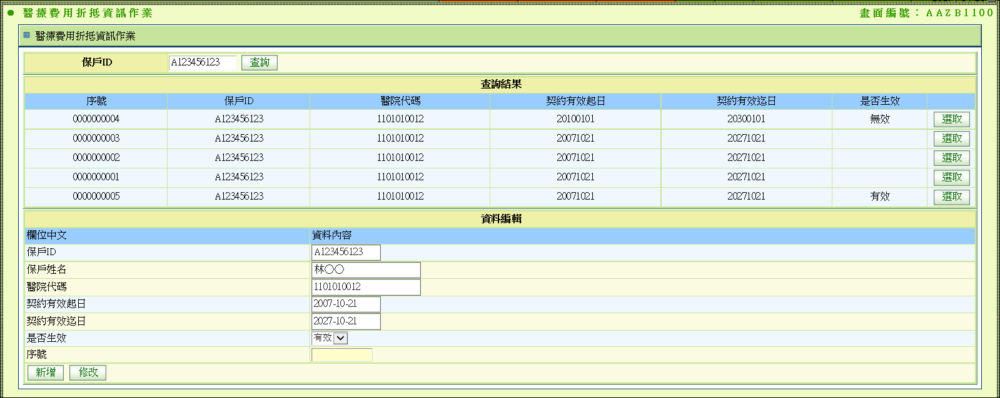 醫療費用折抵資訊作業 畫面編號：AAZB1100
醫療費用折抵資訊作業
保戶ID A123456123 查詢
查詢結果
序號 保戶ID 醫院代碼 契約有效起日 契約有效迄日 是否生效
0000000004 A123456123 1101010012 20100101 20300101 無效 選取
0000000003 A123456123 1101010012 20071021 20271021 選取
0000000002 A123456123 1101010012 20071021 20271021 選取
0000000001 A123456123 1101010012 20071021 20271021 選取
0000000005 A123456123 1101010012 20071021 20271021 有效 選取
資料編輯
欄位中文 資料內容
保戶ID A123456123
保戶姓名 林〇〇
醫院代碼 1101010012
契約有效起日 2007-10-21
契約有效迄日 2027-10-21
是否生效 有效
序號
新增 修改